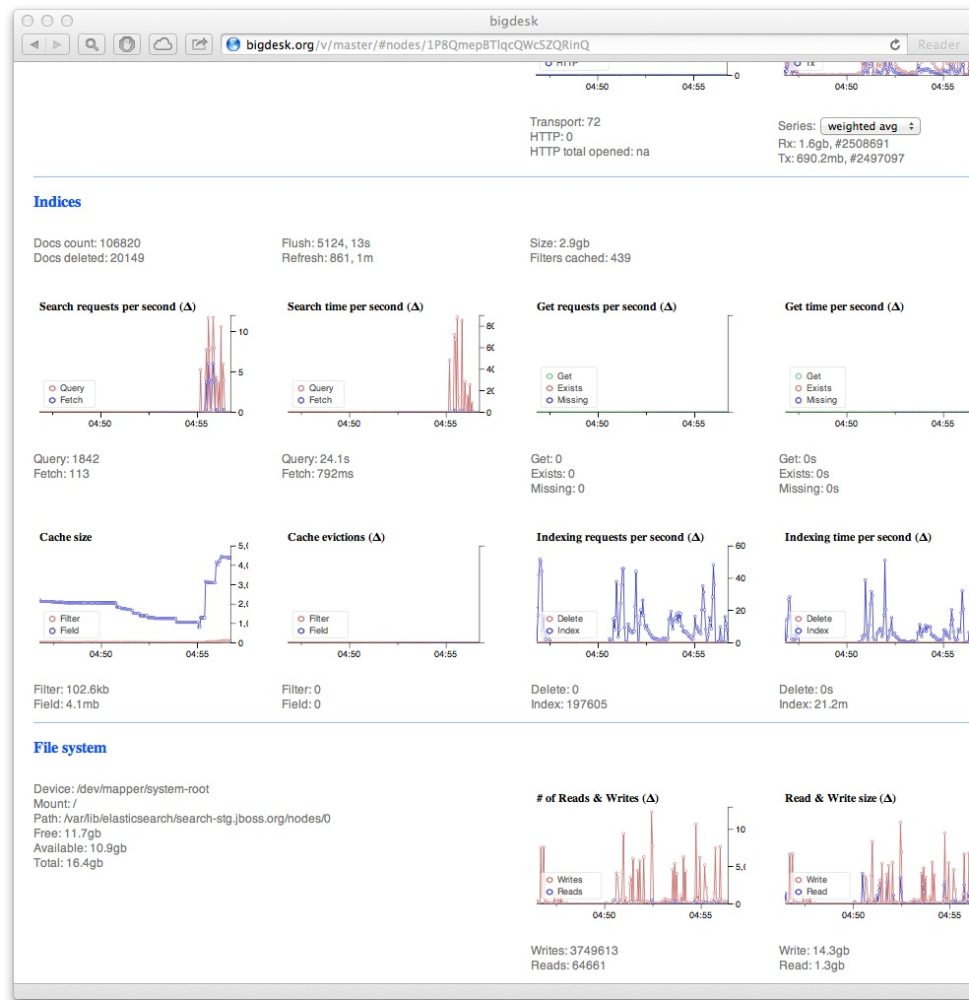 bigdesk
bigdesk.org/v/master/#nodes/1P8QmepBTlqcQWcSZQRinQ
Reader
HTTP
0
04:50
04:55
Tx
04:50
04:55
Transport: 72
HTTP: 0
HTTP total opened: na
Series: weighted avg
Rx: 1.6gb, #2508691
Tx: 690.2mb, #2497097
Indices
Docs count: 106820
Docs deleted: 20149
Flush: 5124, 13s
Refresh: 861, 1m
Size: 2.9gb
Filters cached: 439
Search requests per second (Δ)
10
5
0
Query
Fetch
04:50
04:55
Query: 1842
Fetch: 113
Search time per second (Δ)
80
60
40
20
0
Query
Fetch
04:50
04:55
Query: 24.1s
Fetch: 792ms
Get requests per second (Δ)
Get
Exists
Missing
04:50
04:55
Get: 0
Exists: 0
Missing: 0
Get time per second (Δ)
Get
Exists
Missing
04:50
04:55
Get: 0s
Exists: 0s
Missing: 0s
Cache size
5,0
4,0
3,0
2,0
1,0
0
Filter
Field
04:50
04:55
Filter: 102.6kb
Field: 4.1mb
Cache evictions (Δ)
Filter
Field
04:50
04:55
Filter: 0
Field: 0
Indexing requests per second (Δ)
60
40
20
0
Delete
Index
04:50
04:55
Delete: 0
Index: 197605
Indexing time per second (Δ)
Delete
Index
04:50
04:55
Delete: 0s
Index: 21.2m
File system
Device: /dev/mapper/system-root
Mount: /
Path: /var/lib/elasticsearch/search-stg.jboss.org/nodes/0
Free: 11.7gb
Available: 10.9gb
Total: 16.4gb
# of Reads & Writes (Δ)
10
5,0
0
Writes
Reads
04:50
04:55
Writes: 3749613
Reads: 64661
Read & Write size (Δ)
Write
Read
04:50
04:55
Write: 14.3gb
Read: 1.3gb